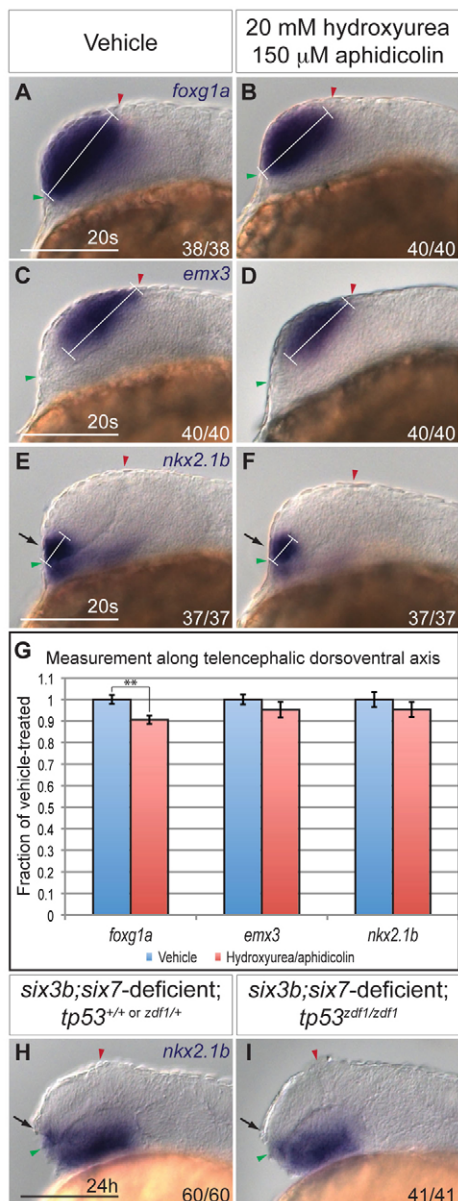 Vehicle
20 mM hydroxyurea
150 μM aphidicolin
A
foxg1a
20s
38/38
B
40/40
C
emx3
20s
40/40
D
40/40
E
nkx2.1b
20s
37/37
F
37/37
G
Measurement along telencephalic dorsoventral axis
Fraction of vehicle-treated
1.1
1
0.9
0.8
0.7
0.6
0.5
0.4
0.3
0.2
0.1
0
**
foxg1a
emx3
nkx2.1b
Vehicle
Hydroxyurea/aphidicolin
six3b;six7-deficient;
tp53+/+ or zdf1/+
six3b;six7-deficient;
tp53zdf1/zdf1
H
nkx2.1b
24h
60/60
I
41/41